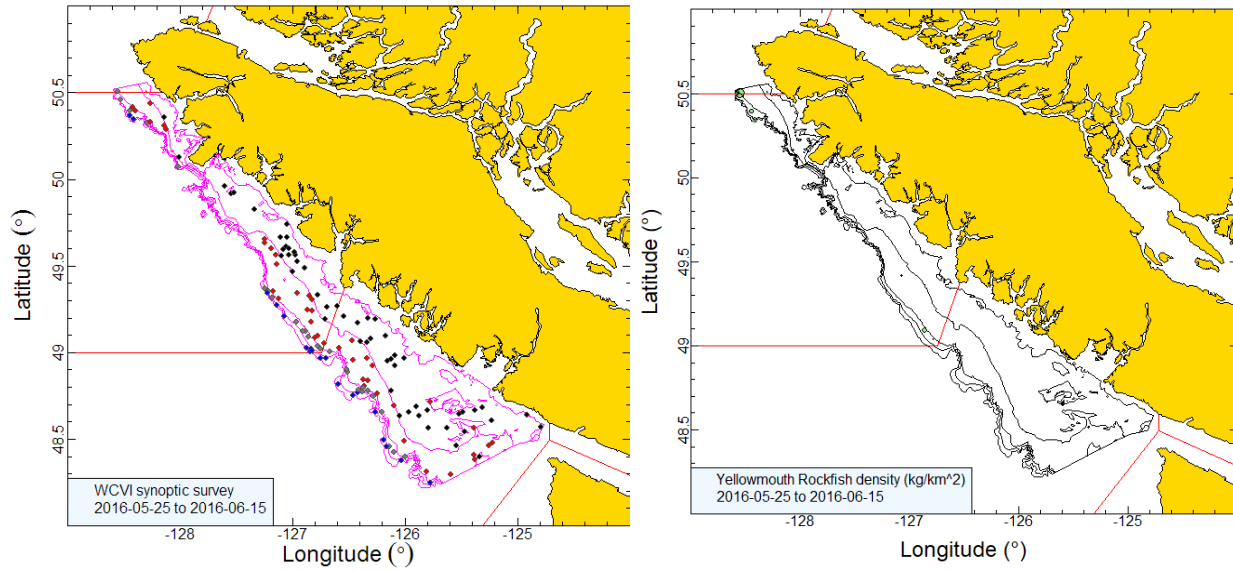 50.5
50
49.5
49
48.5
Latitude (°)
-128
-127
-126
-125
Longitude (°)
WCVI synoptic survey
2016-05-25 to 2016-06-15
50.5
50
49.5
49
48.5
Latitude (°)
-128
-127
-126
-125
Longitude (°)
Yellowmouth Rockfish density (kg/km^2)
2016-05-25 to 2016-06-15